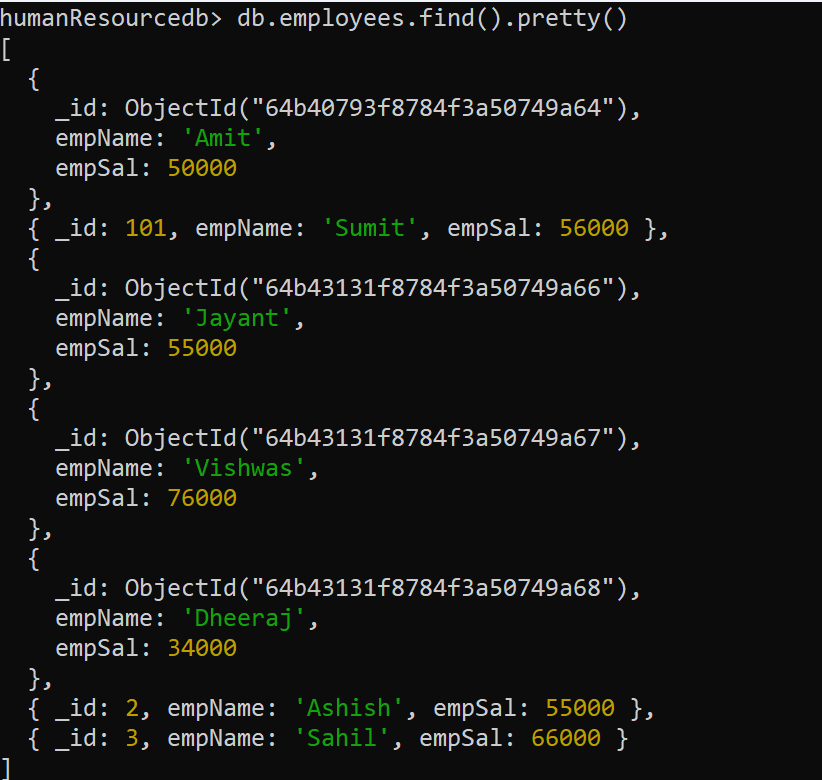 humanResourcedb> db.employees.find().pretty()
[
  {
    _id: ObjectId("64b40793f8784f3a50749a64"),
    empName: 'Amit',
    empSal: 50000
  },
  { _id: 101, empName: 'Sumit', empSal: 56000 },
  {
    _id: ObjectId("64b43131f8784f3a50749a66"),
    empName: 'Jayant',
    empSal: 55000
  },
  {
    _id: ObjectId("64b43131f8784f3a50749a67"),
    empName: 'Vishwas',
    empSal: 76000
  },
  {
    _id: ObjectId("64b43131f8784f3a50749a68"),
    empName: 'Dheeraj',
    empSal: 34000
  },
  { _id: 2, empName: 'Ashish', empSal: 55000 },
  { _id: 3, empName: 'Sahil', empSal: 66000 }
]